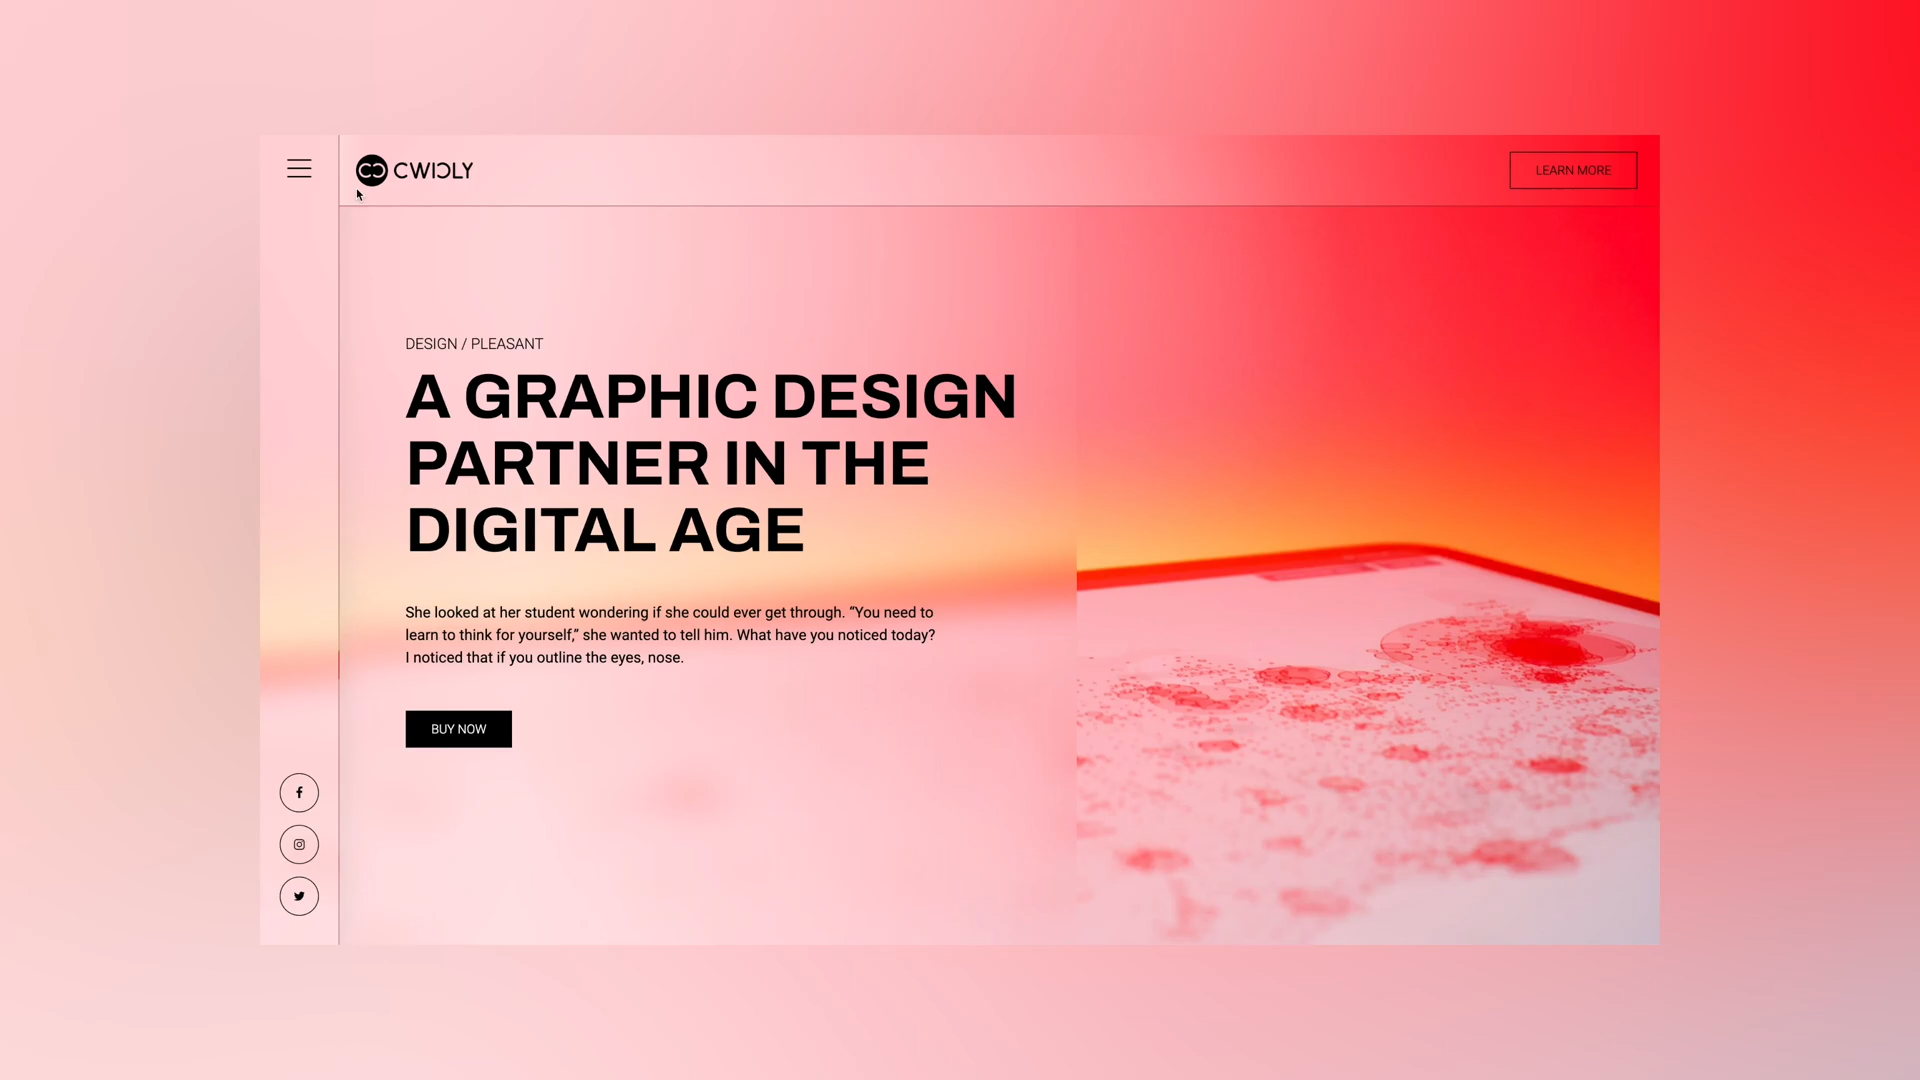 CWICLY
LEARN MORE
DESIGN / PLEASANT
A GRAPHIC DESIGN
PARTNER IN THE
DIGITAL AGE
She looked at her student wondering if she could ever get through. “You need to
learn to think for yourself,” she wanted to tell him. What have you noticed today?
I noticed that if you outline the eyes, nose.
BUY NOW